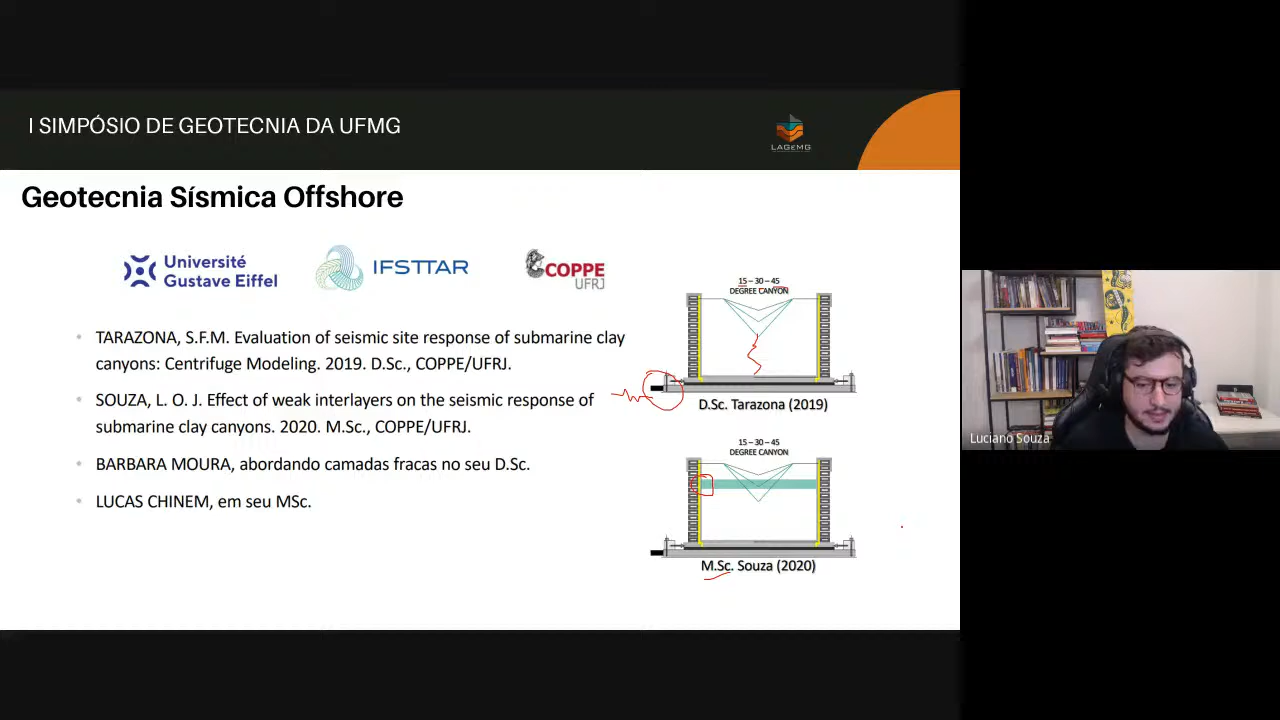 I SIMPÓSIO DE GEOTECNIA DA UFMG
LAGEMG
Geotecnia Sísmica Offshore
Université
Gustave Eiffel
IFSTTAR
COPPE
UFRJ
TARAZONA, S.F.M. Evaluation of seismic site response of submarine clay
canyons: Centrifuge Modeling. 2019. D.Sc., COPPE/UFRJ.
SOUZA, L. O. J. Effect of weak interlayers on the seismic response of
submarine clay canyons. 2020. M.Sc., COPPE/UFRJ.
BARBARA MOURA, abordando camadas fracas no seu D.Sc.
LUCAS CHINEM, em seu MSc.
15 – 30 – 45
DEGREE CANYON
D.Sc. Tarazona (2019)
15 – 30 – 45
DEGREE CANYON
M.Sc. Souza (2020)
Luciano Souza